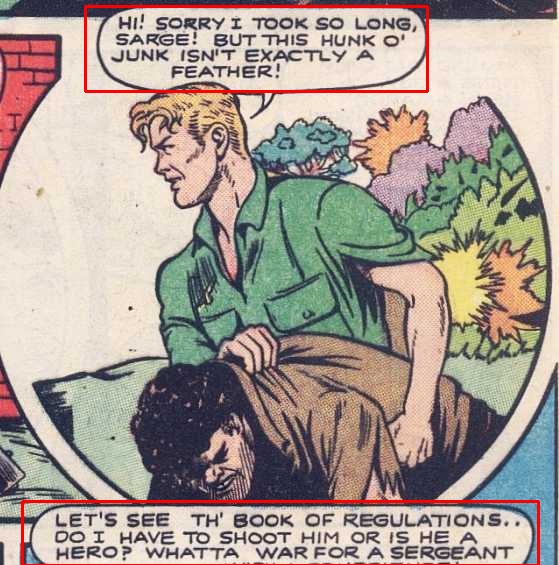 HI! SORRY I TOOK SO LONG,
SARGE! BUT THIS HUNK O'
JUNK ISN'T EXACTLY A
FEATHER!
LET'S SEE TH' BOOK OF REGULATIONS..
DO I HAVE TO SHOOT HIM OR IS HE A
HERO? WHATTA WAR FOR A SERGEANT